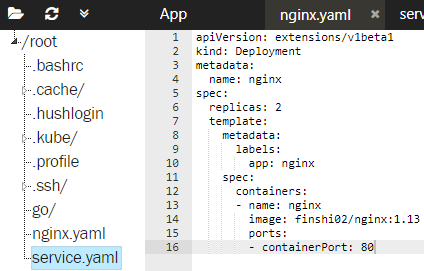 App
nginx.yaml ×
serv
/root
.bashrc
.cache/
.hushlogin
.kube/
.profile
.ssh/
go/
nginx.yaml
service.yaml
1 apiVersion: extensions/v1beta1
2 kind: Deployment
3 metadata:
4   name: nginx
5 spec:
6   replicas: 2
7   template:
8     metadata:
9       labels:
10         app: nginx
11     spec:
12       containers:
13       - name: nginx
14         image: finshi02/nginx:1.13
15         ports:
16         - containerPort: 80